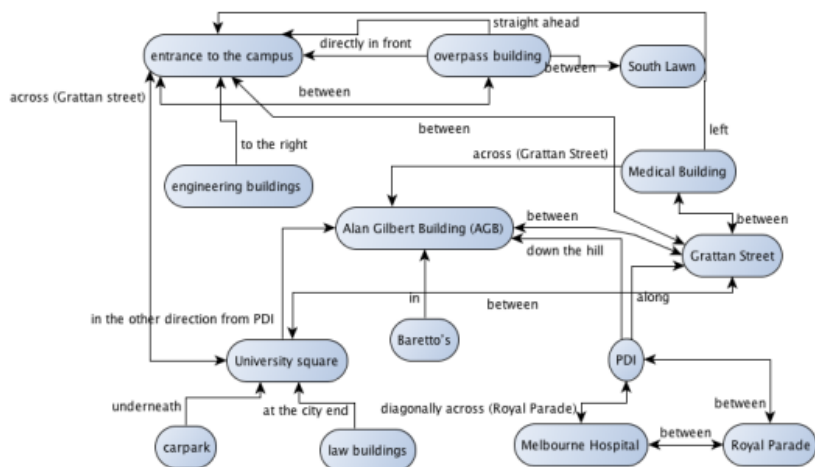 straight ahead
directly in front
entrance to the campus
overpass building
between
South Lawn
across (Grattan street)
between
between
left
to the right
across (Grattan Street)
Medical Building
engineering buildings
between
Alan Gilbert Building (AGB)
between
down the hill
Grattan Street
in
between
along
in the other direction from PDI
Baretto's
University square
PDI
underneath
at the city end
diagonally across (Royal Parade)
between
carpark
law buildings
Melbourne Hospital
between
Royal Parade